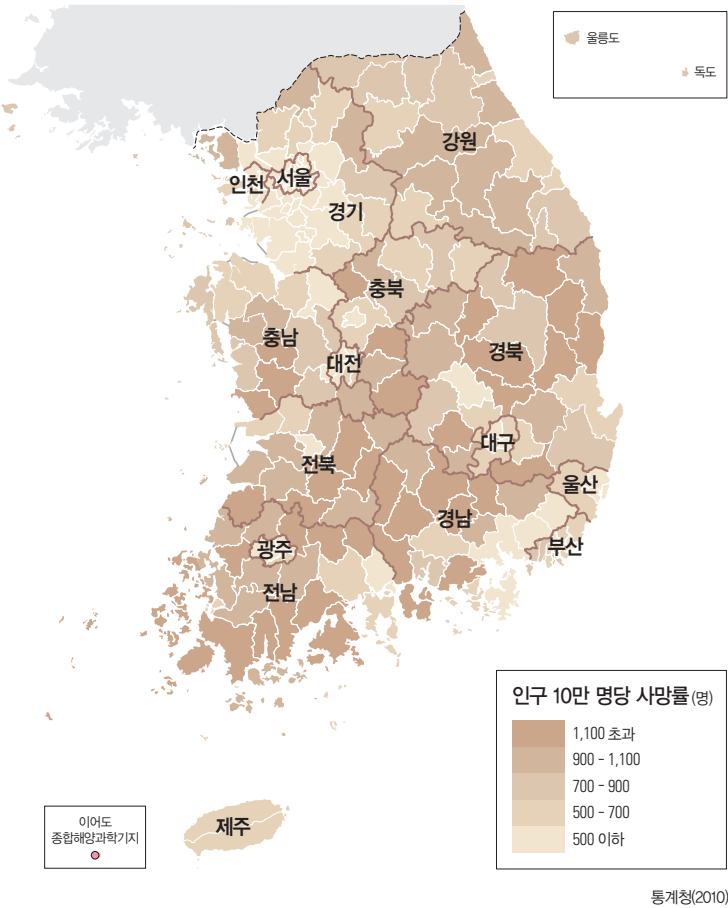 울릉도
독도
강원
인천
서울
경기
충북
충남
대전
경북
대구
전북
울산
경남
광주
부산
전남
인구 10만 명당 사망률(명)
1,100 초과
900 - 1,100
700 - 900
500 - 700
500 이하
이어도
종합해양과학기지
제주
통계청(2010)